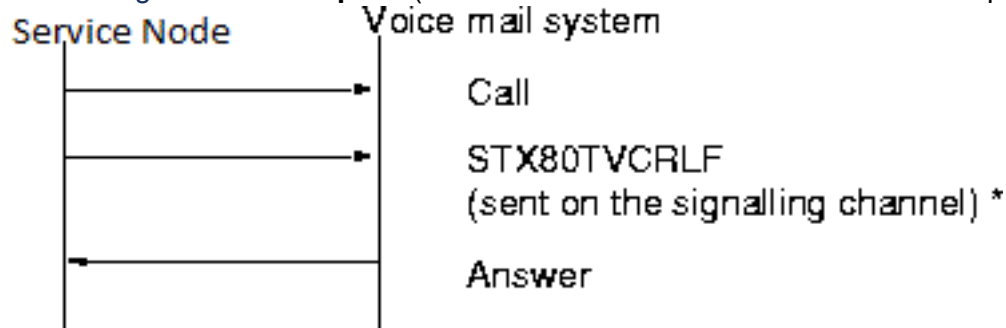 Service Node
Voice mail system
Call
STX80TVCRLF
(sent on the signalling channel) *
Answer